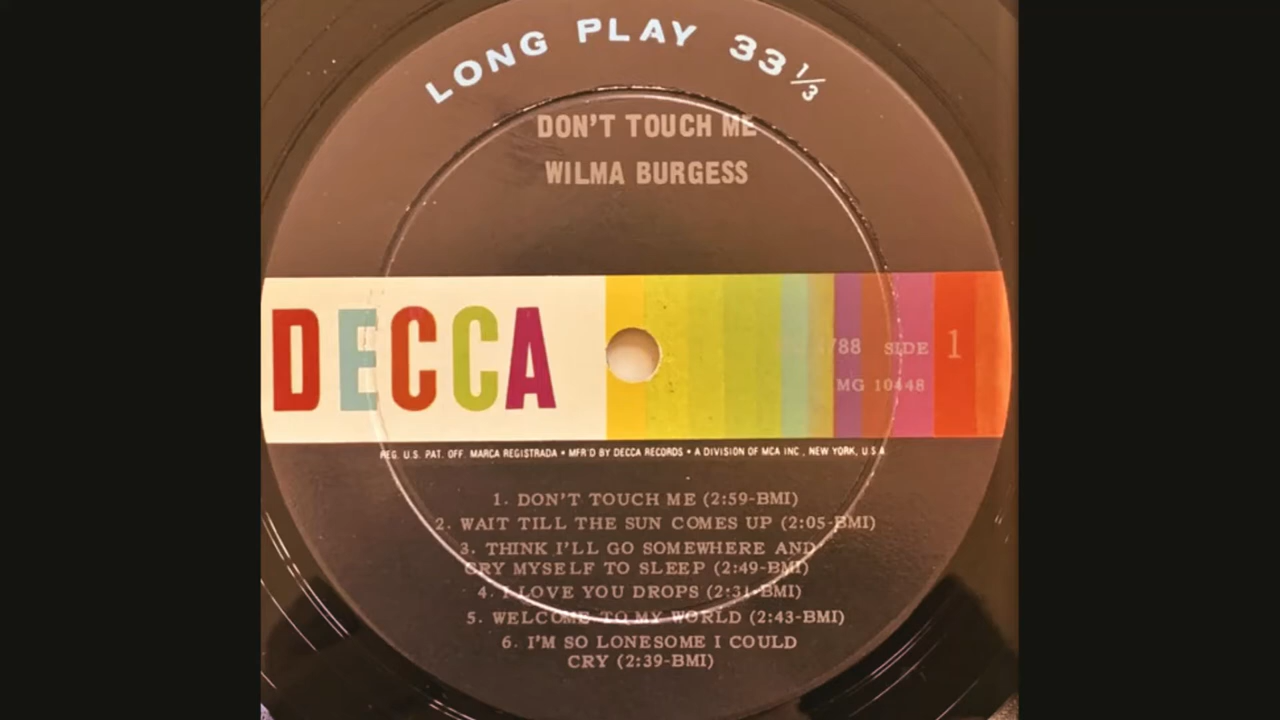 LONG PLAY 33 1/3
DON'T TOUCH ME
WILMA BURGESS
DECCA
788 SIDE 1
MG 10448
REG. U.S. PAT. OFF. MARCA REGISTRADA • MFR'D BY DECCA RECORDS • A DIVISION OF MCA INC., NEW YORK, U.S.A.
1. DON'T TOUCH ME (2:59-BMI)
2. WAIT TILL THE SUN COMES UP (2:05-BMI)
3. THINK I'LL GO SOMEWHERE AND
CRY MYSELF TO SLEEP (2:49-BMI)
4. I LOVE YOU DROPS (2:31-BMI)
5. WELCOME TO MY WORLD (2:43-BMI)
6. I'M SO LONESOME I COULD
CRY (2:39-BMI)